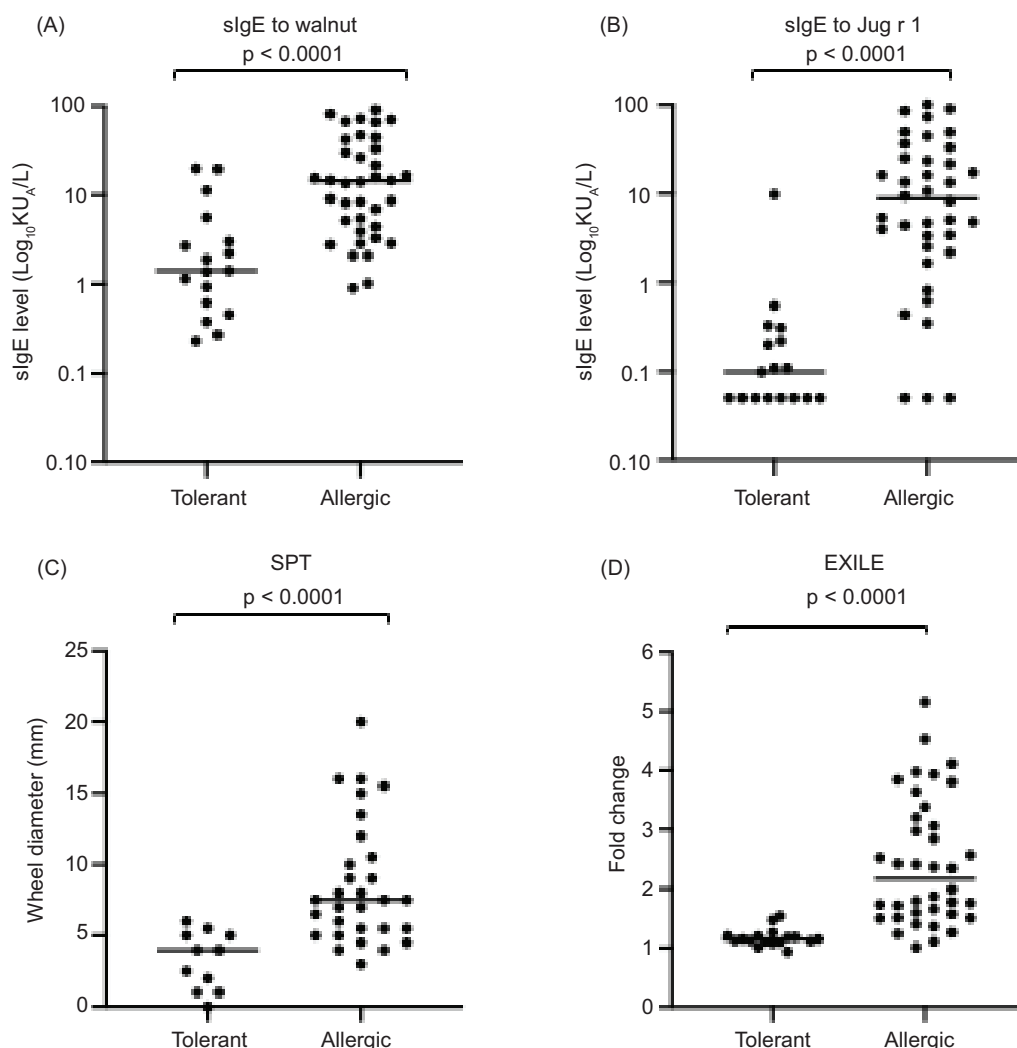 (A)
sIgE to walnut
p < 0.0001
sIgE level (Log₁₀KU_A/L)
100
10
1
0.1
0.10
Tolerant Allergic
(B)
sIgE to Jug r 1
p < 0.0001
sIgE level (Log₁₀KU_A/L)
100
10
1
0.1
0.10
Tolerant Allergic
(C)
SPT
p < 0.0001
Wheel diameter (mm)
25
20
15
10
5
0
Tolerant Allergic
(D)
EXILE
p < 0.0001
Fold change
6
5
4
3
2
1
0
Tolerant Allergic